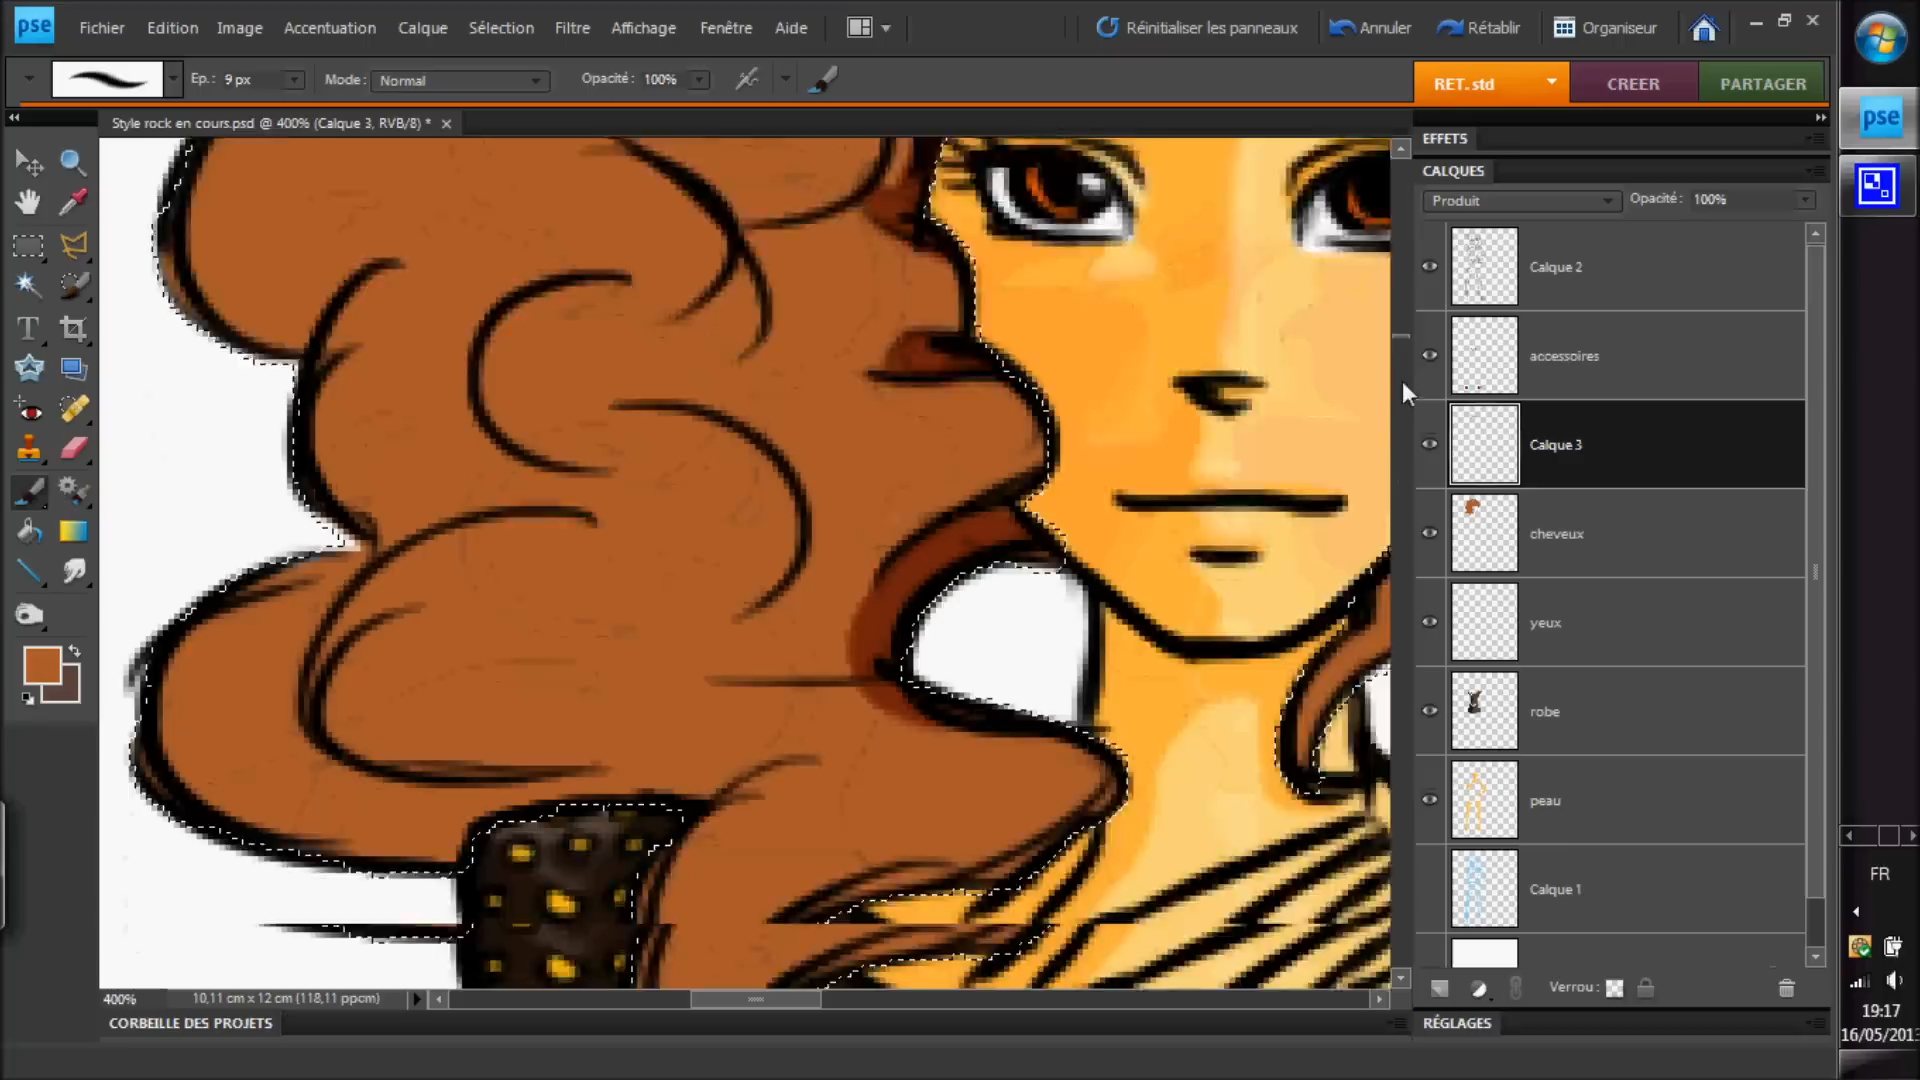 pse Fichier Edition Image Accentuation Calque Sélection Filtre Affichage Fenêtre Aide Réinitialiser les panneaux Annuler Rétablir Organiseur
Ep.: 9 px Mode: Normal Opacité: 100% RET. std CREER PARTAGER
pse
Style rock en cours.psd @ 400% (Calque 3, RVB/8) *
EFFETS
CALQUES
Produit Opacité: 100%
Calque 2
accessoires
Calque 3
cheveux
yeux
robe
peau
Calque 1
FR
Verrou:
400% 10,11 cm x 12 cm (118,11 ppcm)
CORBEILLE DES PROJETS
RÉGLAGES
19:17
16/05/201